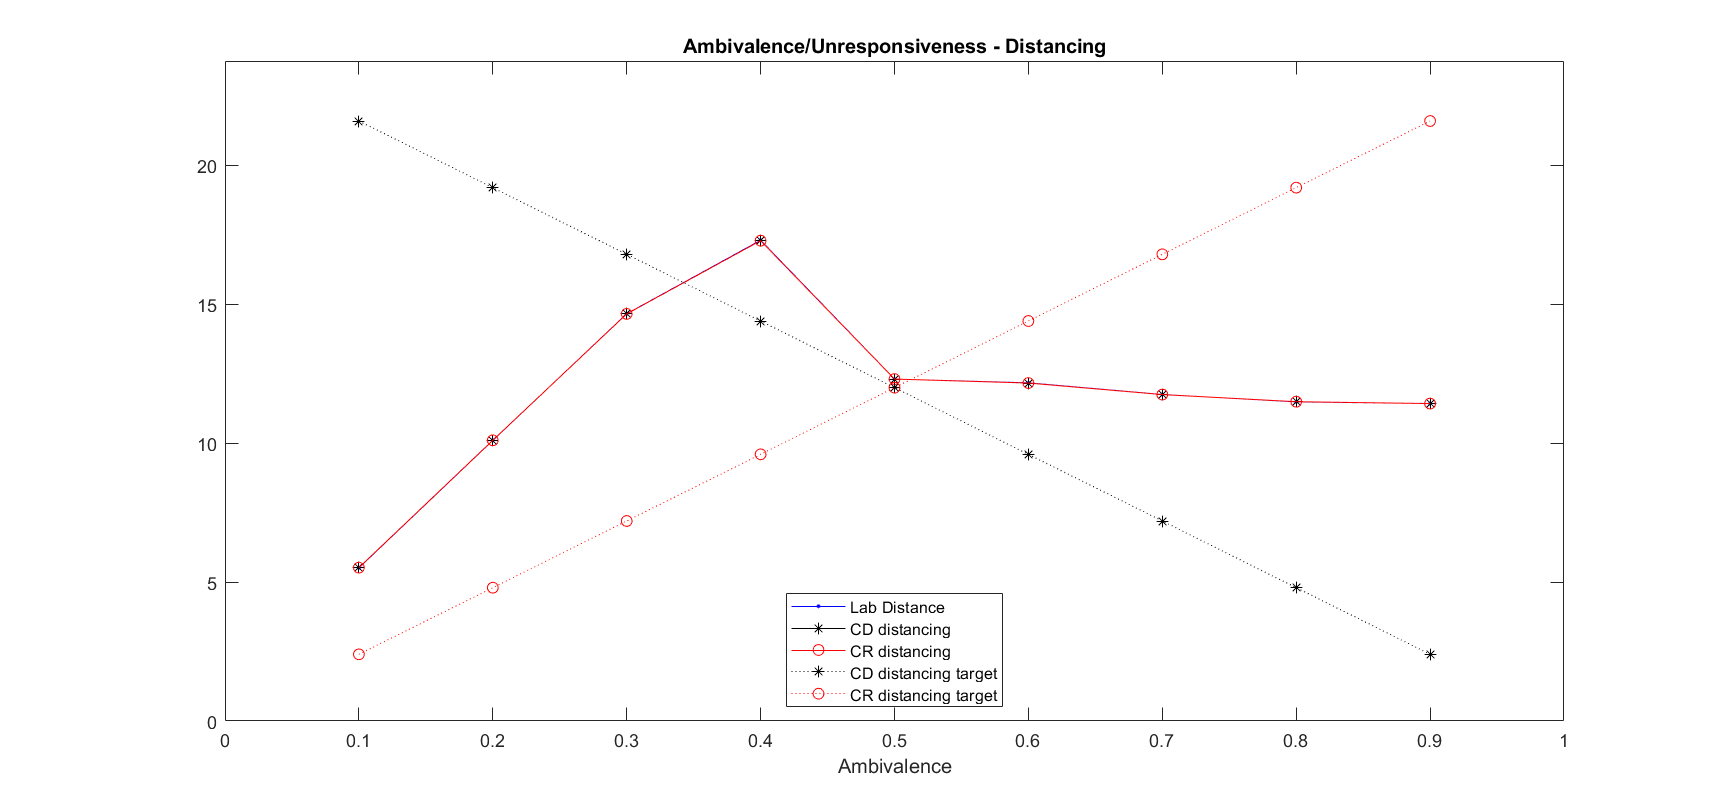 Ambivalence/Unresponsiveness - Distancing
20
15
10
5
0
Lab Distance
CD distancing
CR distancing
CD distancing target
CR distancing target
0 0.1 0.2 0.3 0.4 0.5 0.6 0.7 0.8 0.9 1
Ambivalence